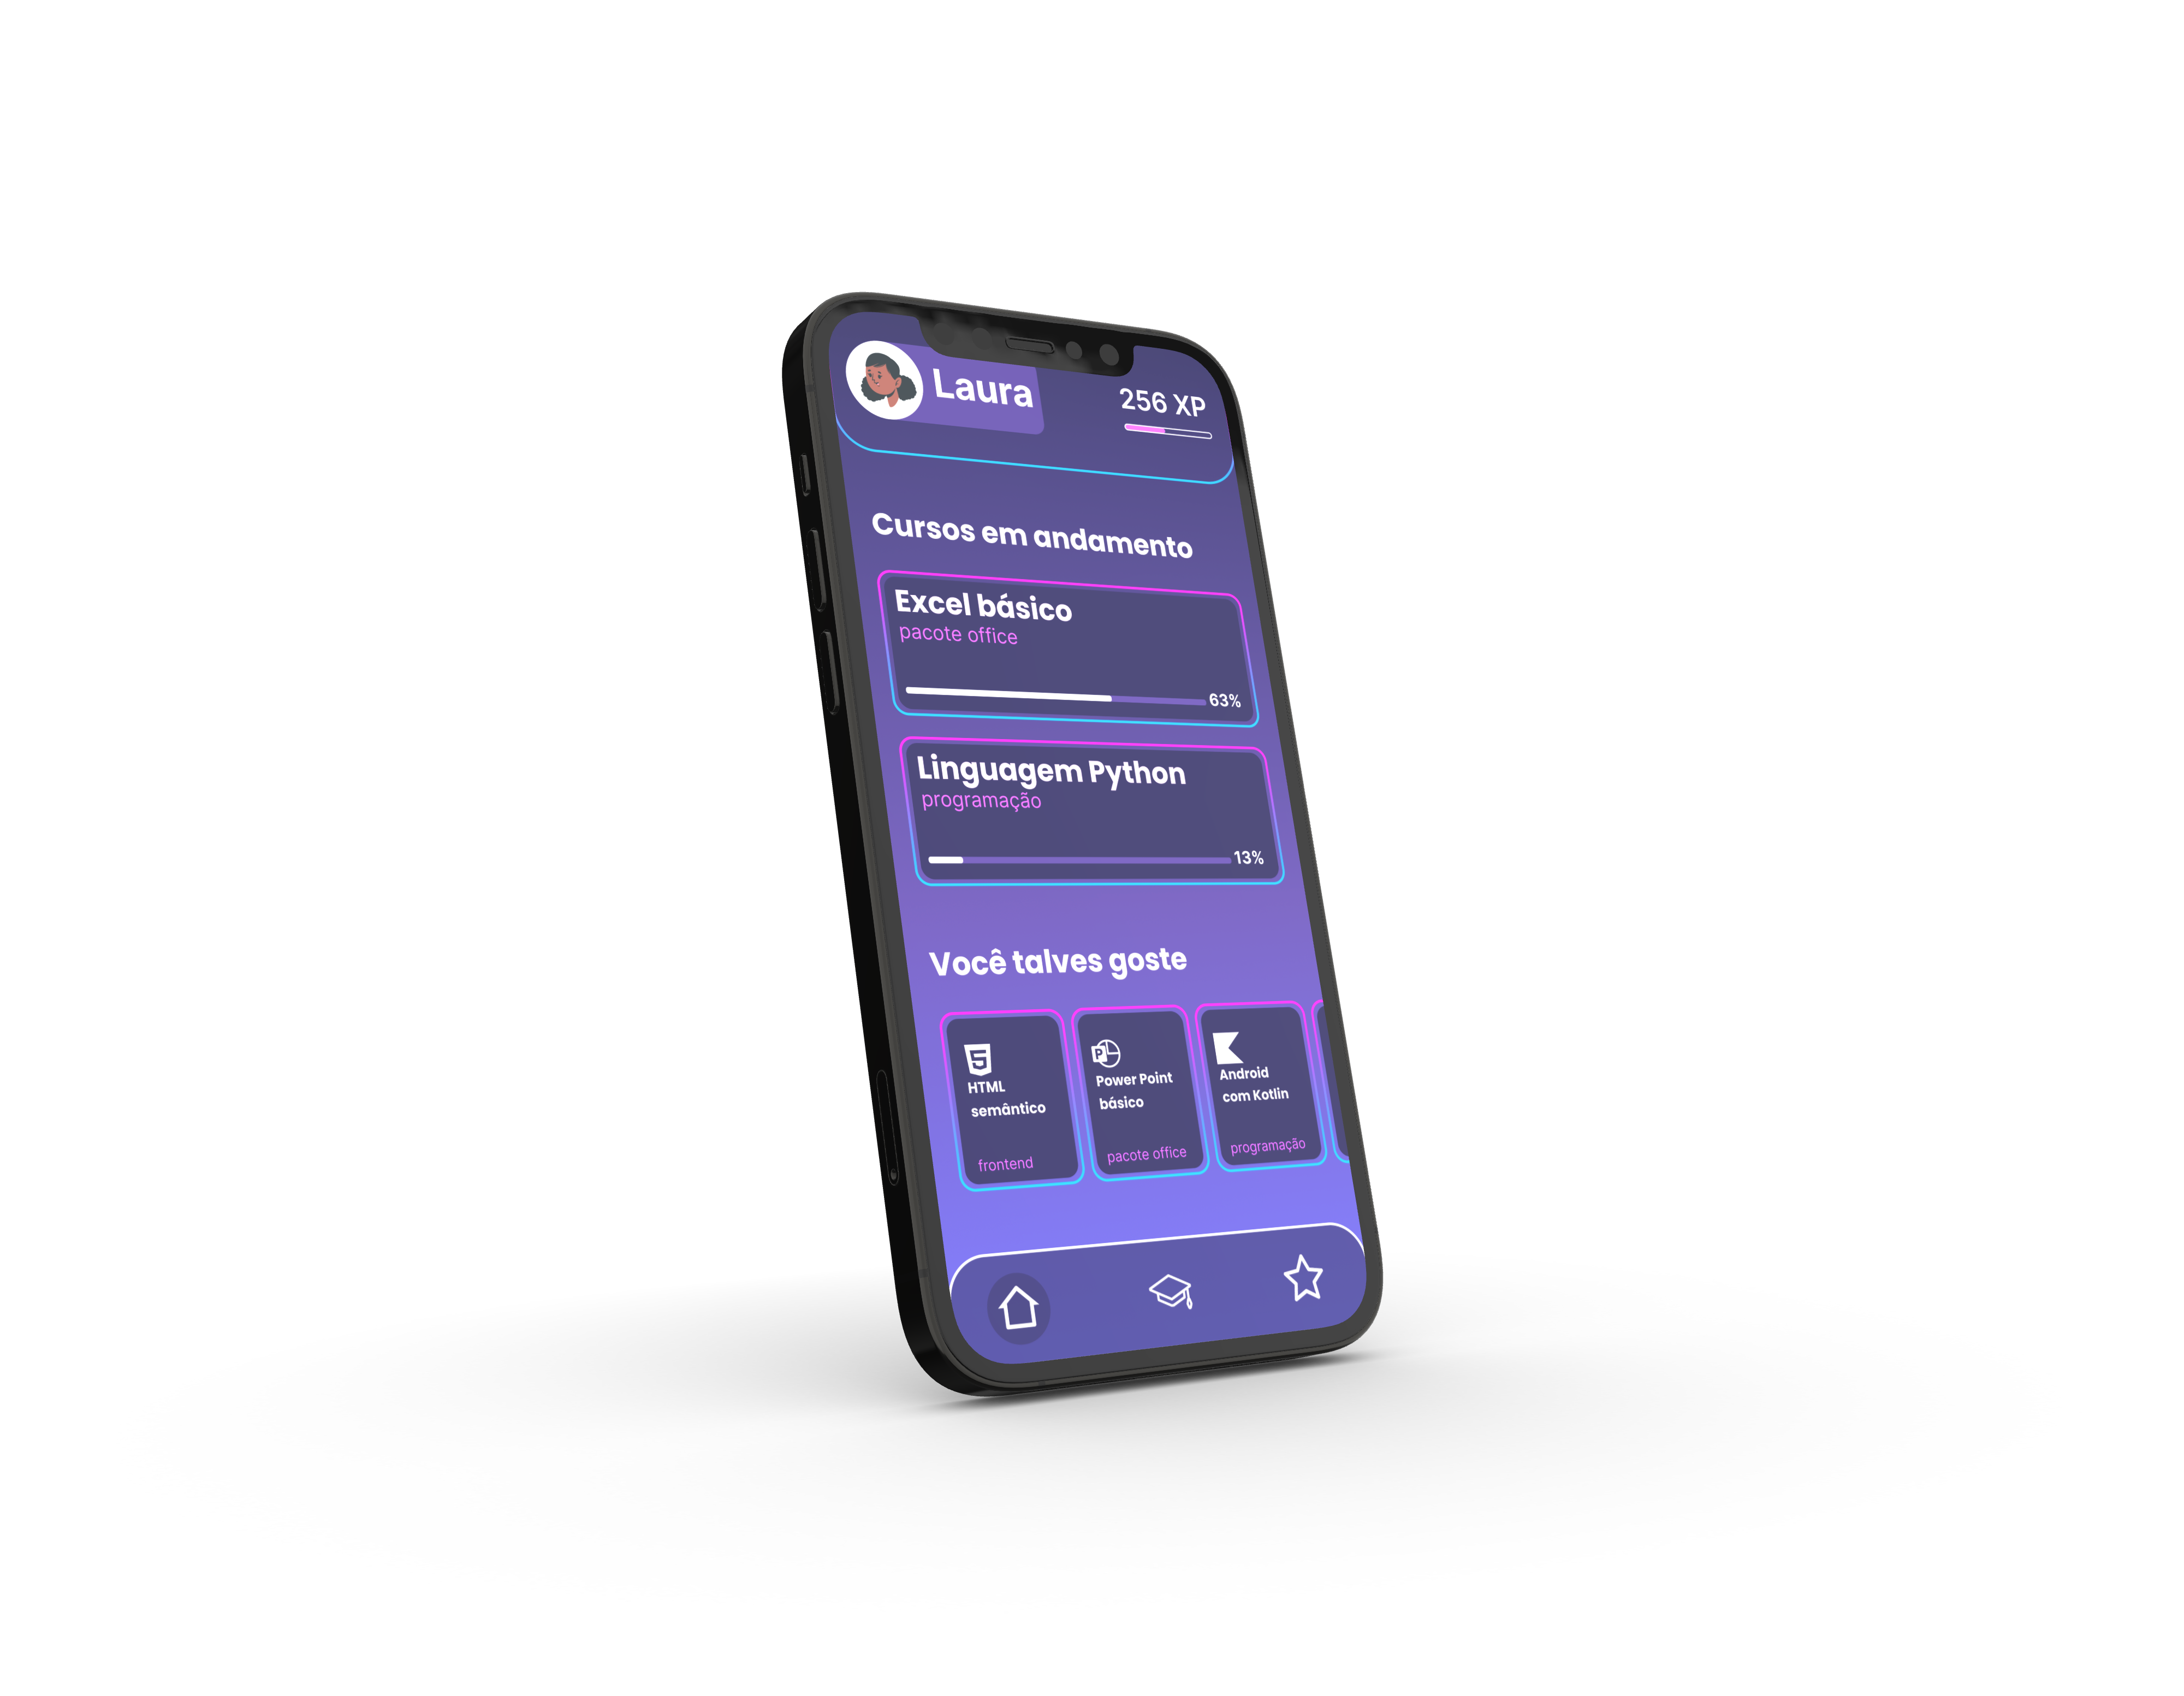 Laura
256 XP
Cursos em andamento
Excel básico
pacote office
63%
Linguagem Python
programação
13%
Você talves goste
HTML
semântico
frontend
P
Power Point
básico
pacote office
Android
com Kotlin
programação